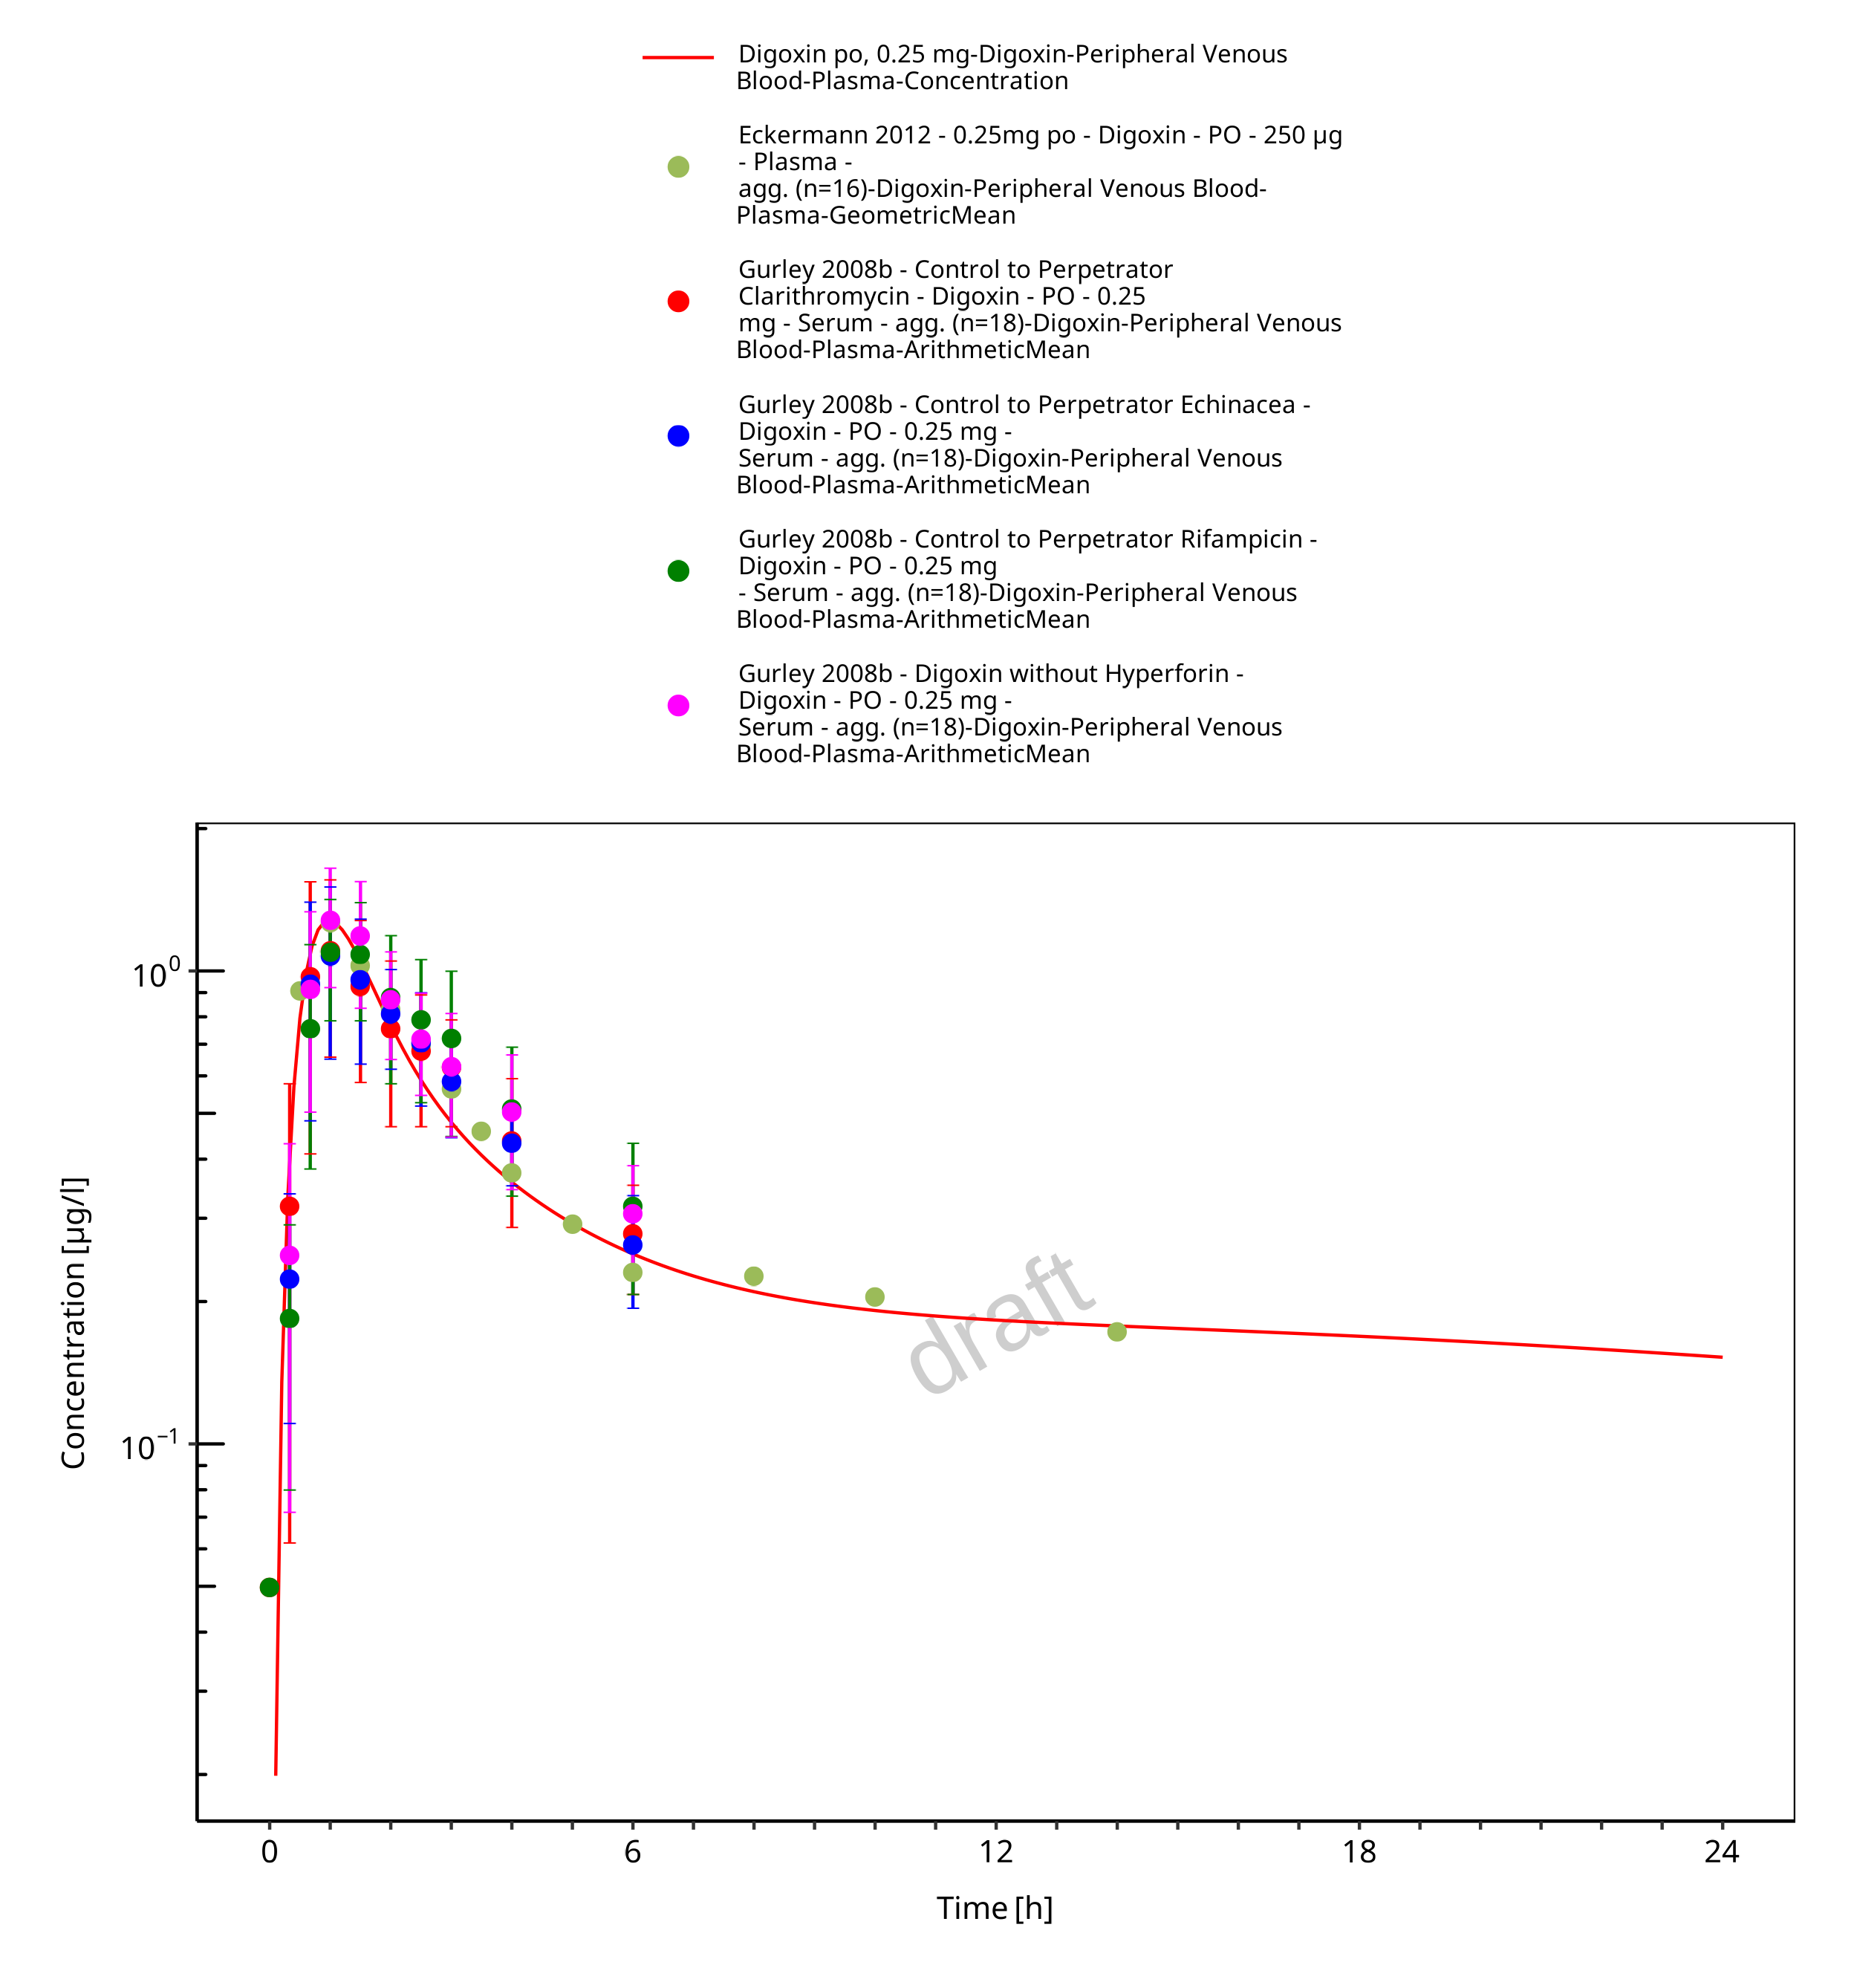 Digoxin po, 0.25 mg-Digoxin-Peripheral Venous
Blood-Plasma-Concentration
Eckermann 2012 - 0.25mg po - Digoxin - PO - 250 µg
- Plasma -
agg. (n=16)-Digoxin-Peripheral Venous Blood-
Plasma-GeometricMean
Gurley 2008b - Control to Perpetrator
Clarithromycin - Digoxin - PO - 0.25
mg - Serum - agg. (n=18)-Digoxin-Peripheral Venous
Blood-Plasma-ArithmeticMean
Gurley 2008b - Control to Perpetrator Echinacea -
Digoxin - PO - 0.25 mg -
Serum - agg. (n=18)-Digoxin-Peripheral Venous
Blood-Plasma-ArithmeticMean
Gurley 2008b - Control to Perpetrator Rifampicin -
Digoxin - PO - 0.25 mg
- Serum - agg. (n=18)-Digoxin-Peripheral Venous
Blood-Plasma-ArithmeticMean
Gurley 2008b - Digoxin without Hyperforin -
Digoxin - PO - 0.25 mg -
Serum - agg. (n=18)-Digoxin-Peripheral Venous
Blood-Plasma-ArithmeticMean
10⁰
10⁻¹
Concentration [µg/l]
draft
0 6 12 18 24
Time [h]